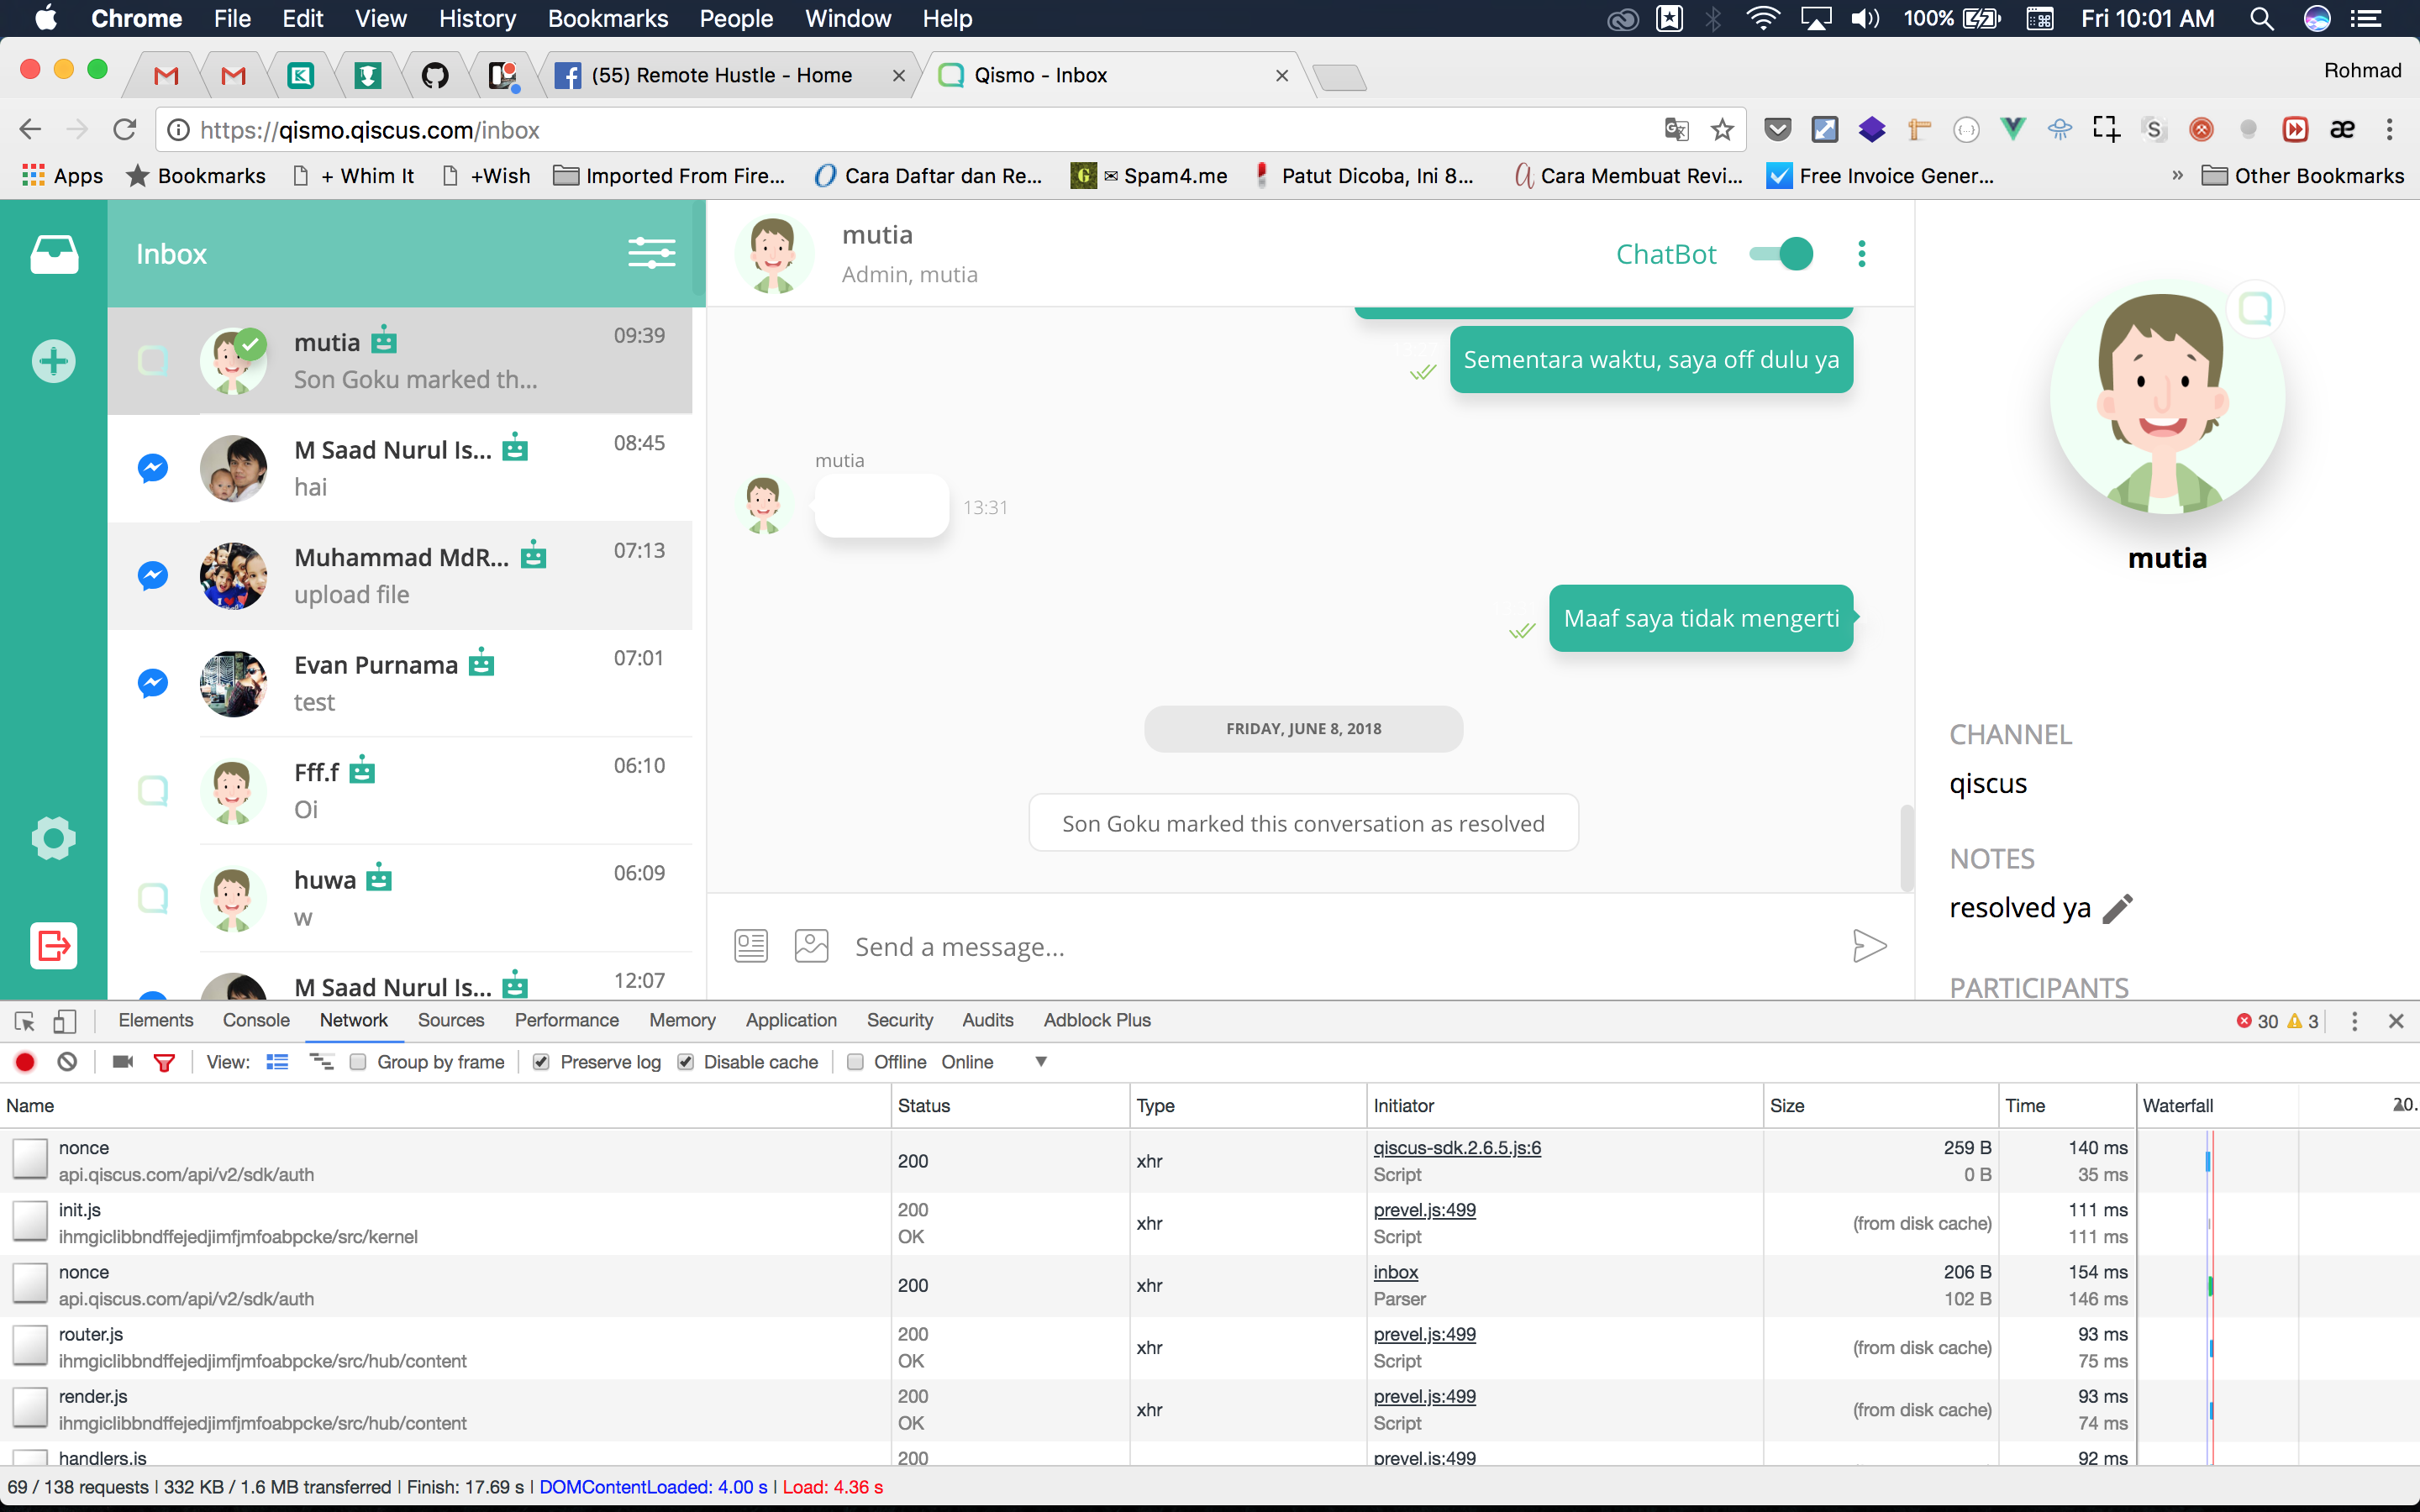 Chrome File Edit View History Bookmarks People Window Help 100% Fri 10:01 AM
(55) Remote Hustle - Home Qismo - Inbox Rohmad
https://qismo.qiscus.com/inbox
Apps Bookmarks + Whim It +Wish Imported From Fire... Cara Daftar dan Re... ✉ Spam4.me Patut Dicoba, Ini 8... Cara Membuat Revi... Free Invoice Gener... » Other Bookmarks
Inbox
mutia 09:39
Son Goku marked th...
M Saad Nurul Is... 08:45
hai
Muhammad MdR... 07:13
upload file
Evan Purnama 07:01
test
Fff.f 06:10
Oi
huwa 06:09
w
M Saad Nurul Is... 12:07
mutia
Admin, mutia
ChatBot
Sementara waktu, saya off dulu ya
mutia
13:31
Maaf saya tidak mengerti
FRIDAY, JUNE 8, 2018
Son Goku marked this conversation as resolved
Send a message...
mutia
CHANNEL
qiscus
NOTES
resolved ya
PARTICIPANTS
Elements Console Network Sources Performance Memory Application Security Audits Adblock Plus 30 3
View: Group by frame Preserve log Disable cache Offline Online
Name Status Type Initiator Size Time Waterfall 20.
nonce 200 xhr qiscus-sdk.2.6.5.js:6 259 B 140 ms
api.qiscus.com/api/v2/sdk/auth Script 0 B 35 ms
init.js 200 xhr prevel.js:499 (from disk cache) 111 ms
ihmgiclibbndffejedjimfjmfoabpcke/src/kernel OK Script 111 ms
nonce 200 xhr inbox 206 B 154 ms
api.qiscus.com/api/v2/sdk/auth Parser 102 B 146 ms
router.js 200 xhr prevel.js:499 (from disk cache) 93 ms
ihmgiclibbndffejedjimfjmfoabpcke/src/hub/content OK Script 75 ms
render.js 200 xhr prevel.js:499 (from disk cache) 93 ms
ihmgiclibbndffejedjimfjmfoabpcke/src/hub/content OK Script 74 ms
handlers.js 200 prevel.js:499 92 ms
69 / 138 requests | 332 KB / 1.6 MB transferred | Finish: 17.69 s | DOMContentLoaded: 4.00 s | Load: 4.36 s